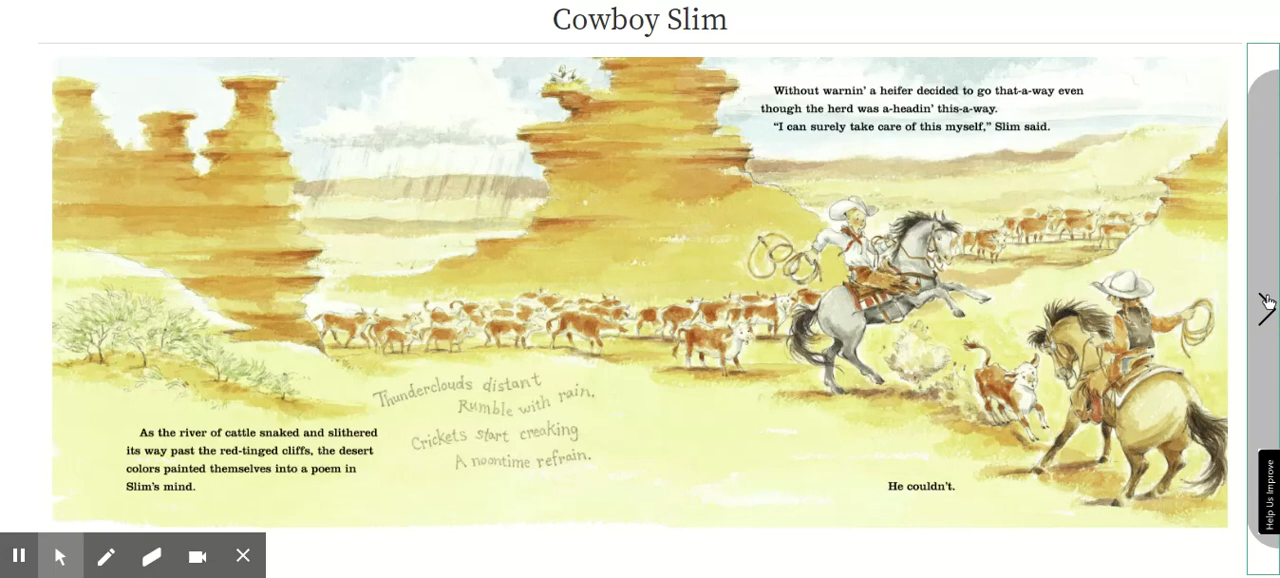 Cowboy Slim
Without warnin' a heifer decided to go that-a-way even
though the herd was a-headin' this-a-way.
"I can surely take care of this myself," Slim said.
Thunderclouds distant
Rumble with rain.
Crickets start creaking
A noontime refrain.
As the river of cattle snaked and slithered
its way past the red-tinged cliffs, the desert
colors painted themselves into a poem in
Slim's mind.
He couldn't.
Help Us Improve